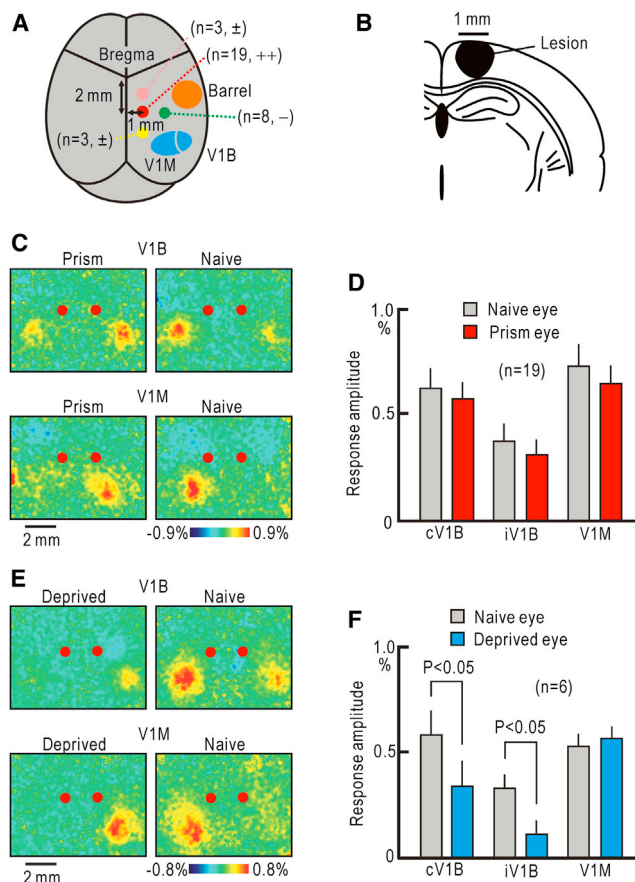 A
(n=3, ±)
(n=19, ++)
Bregma
2 mm
Barrel
1 mm
(n=8, −)
(n=3, ±)
V1M
V1B
B
1 mm
Lesion
C
V1B
Prism
Naive
V1M
Prism
Naive
2 mm
-0.9%
0.9%
D
1.0
%
0.5
0
Response amplitude
Naive eye
Prism eye
(n=19)
cV1B
iV1B
V1M
E
V1B
Deprived
Naive
V1M
Deprived
Naive
2 mm
-0.8%
0.8%
F
1.0
%
0.5
0
Response amplitude
Naive eye
Deprived eye
P<0.05
(n=6)
P<0.05
cV1B
iV1B
V1M